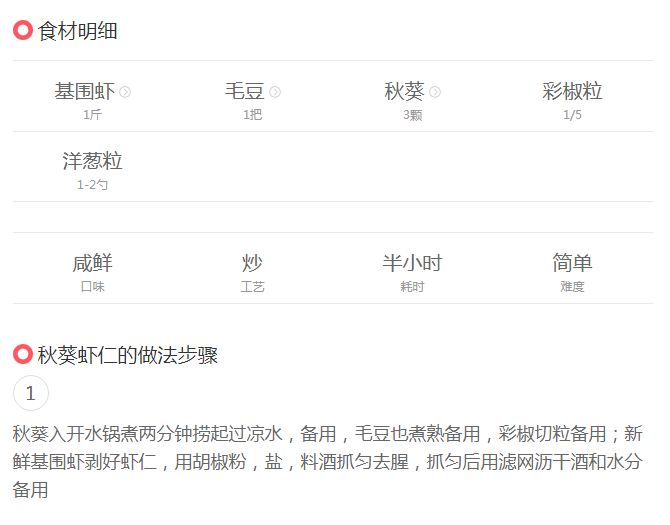 食材明细
基围虾 毛豆 秋葵 彩椒粒
1斤 1把 3颗 1/5
洋葱粒
1-2勺
咸鲜 炒 半小时 简单
口味 工艺 耗时 难度
秋葵虾仁的做法步骤
1
秋葵入开水锅煮两分钟捞起过凉水，备用，毛豆也煮熟备用，彩椒切粒备用；新
鲜基围虾剥好虾仁，用胡椒粉，盐，料酒抓匀去腥，抓匀后用滤网沥干酒和水分
备用